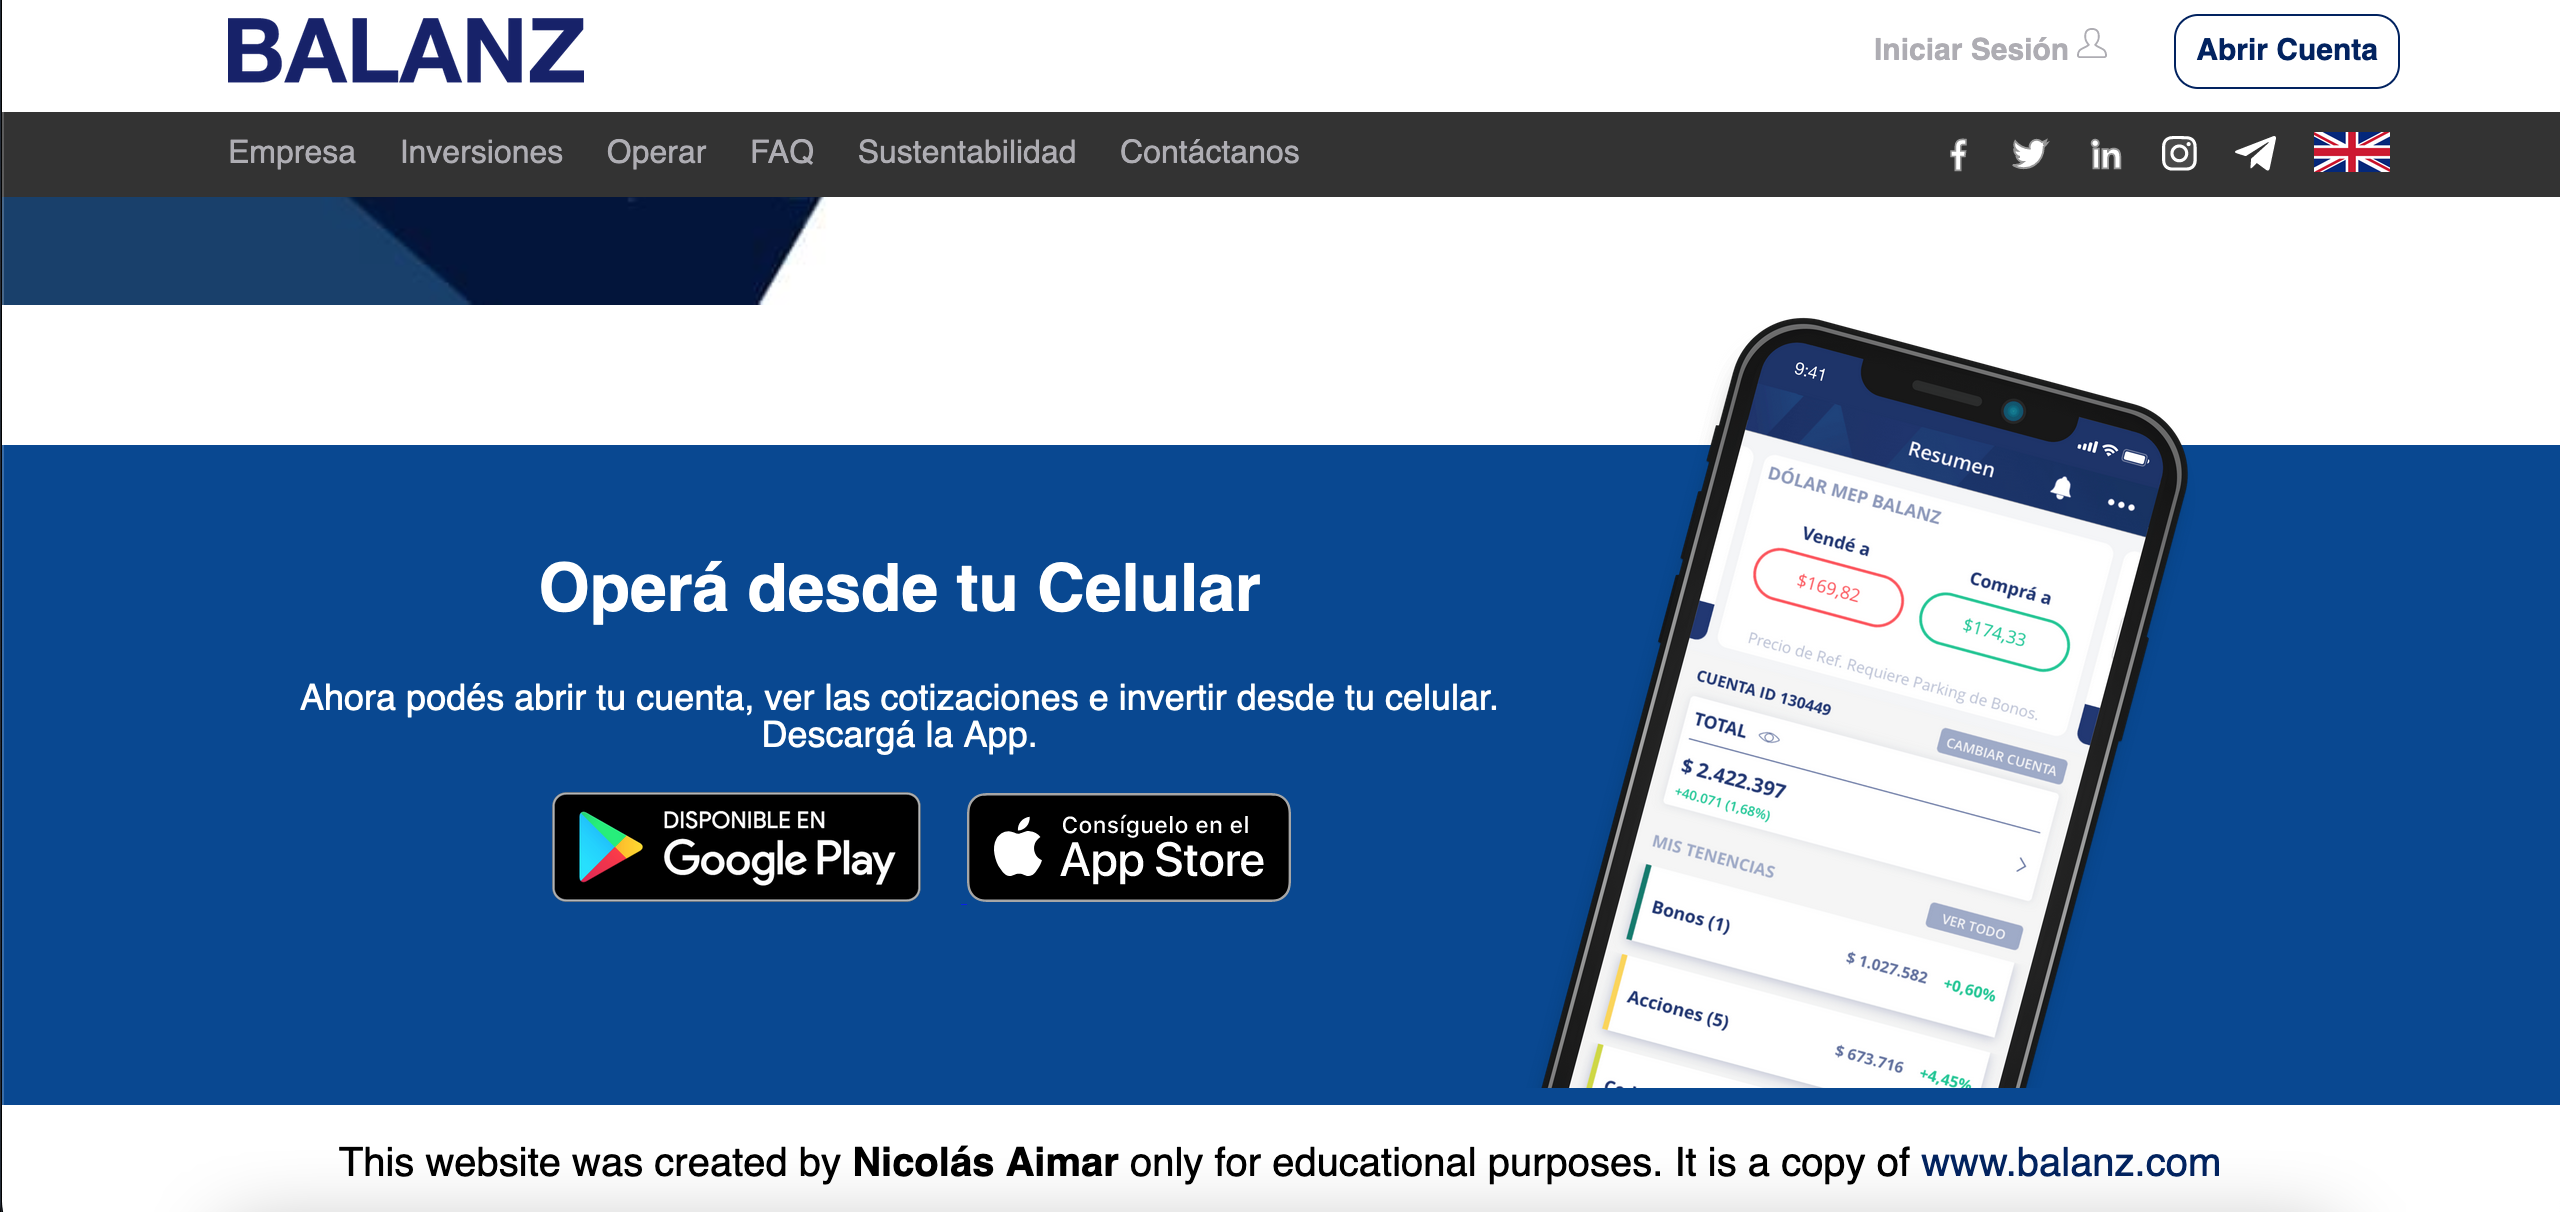 BALANZ
Iniciar Sesión
Abrir Cuenta
Empresa Inversiones Operar FAQ Sustentabilidad Contáctanos
Operá desde tu Celular
Ahora podés abrir tu cuenta, ver las cotizaciones e invertir desde tu celular.
Descargá la App.
DISPONIBLE EN
Google Play
Consíguelo en el
App Store
9:41
Resumen
DÓLAR MEP BALANZ
Vendé a
$169,82
Comprá a
$174,33
Precio de Ref. Requiere Parking de Bonos.
CUENTA ID 130449
CAMBIAR CUENTA
TOTAL
$ 2.422.397
+40.071 (1,68%)
MIS TENENCIAS
VER TODO
Bonos (1)
$ 1.027.582 +0,60%
Acciones (5)
$ 673.716 +4,45%
This website was created by Nicolás Aimar only for educational purposes. It is a copy of www.balanz.com